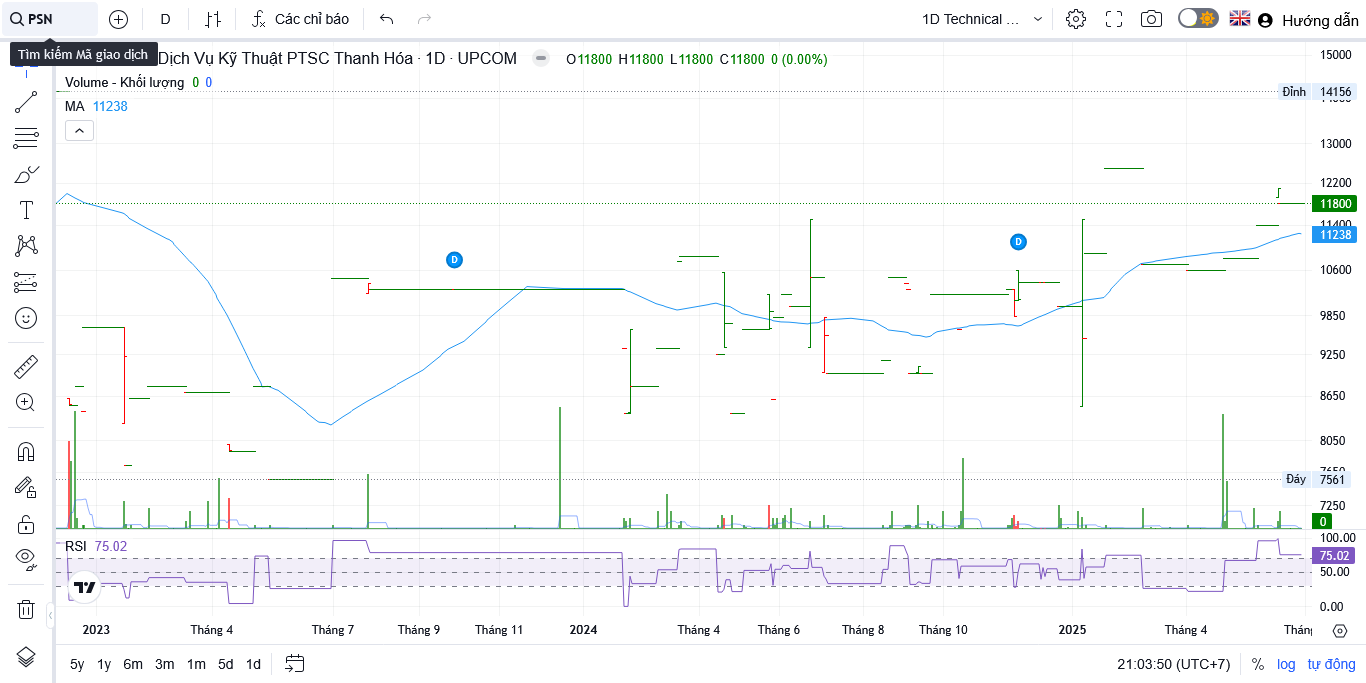 PSN
D
Các chỉ báo
1D Technical ...
Hướng dẫn
Tìm kiếm Mã giao dịch
Dịch Vụ Kỹ Thuật PTSC Thanh Hóa · 1D · UPCOM
O11800 H11800 L11800 C11800 0 (0.00%)
Volume - Khối lượng 0 0
MA 11238
15000
Đỉnh 14156
13000
12200
11800
11400
11238
10600
9850
9250
8650
8050
7650
Đáy 7561
7250
0
D
D
RSI 75.02
100.00
75.02
50.00
0.00
2023
Tháng 4
Tháng 7
Tháng 9
Tháng 11
2024
Tháng 4
Tháng 6
Tháng 8
Tháng 10
2025
Tháng 4
5y 1y 6m 3m 1m 5d 1d
21:03:50 (UTC+7)
% log tự động